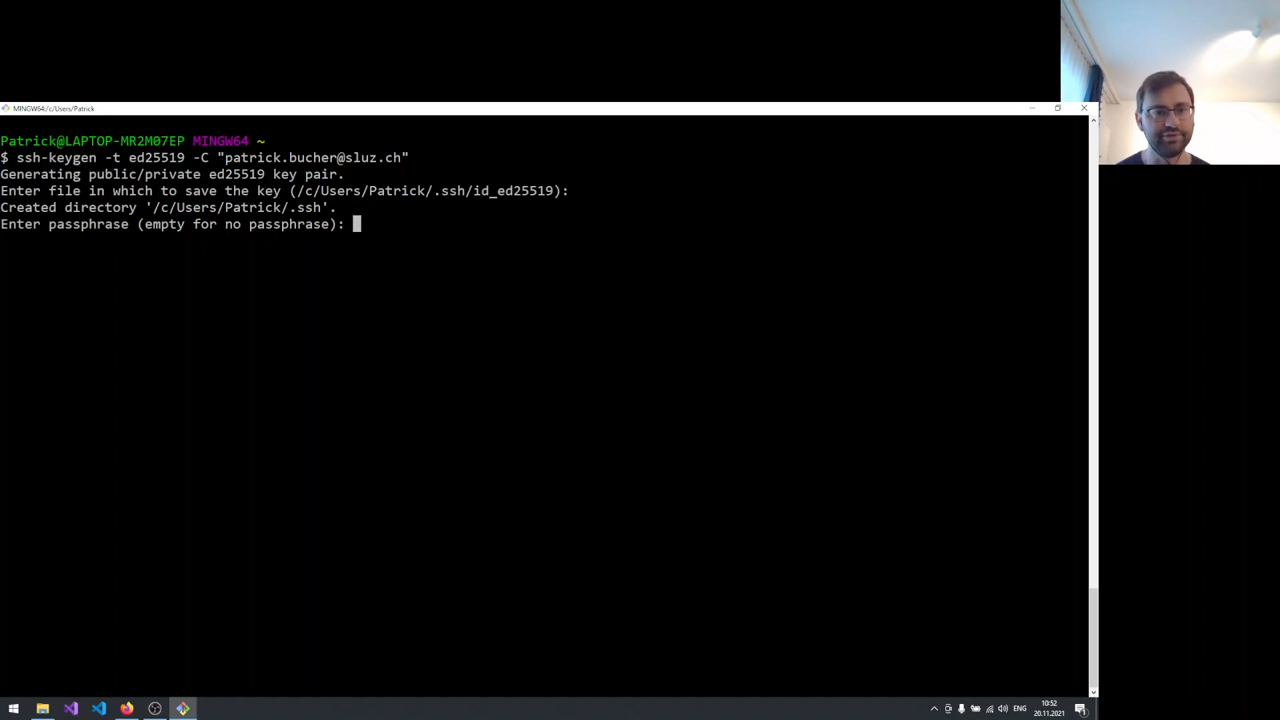 MINGW64:/c/Users/Patrick
Patrick@LAPTOP-MR2M07EP MINGW64 ~
$ ssh-keygen -t ed25519 -C "patrick.bucher@sluz.ch"
Generating public/private ed25519 key pair.
Enter file in which to save the key (/c/Users/Patrick/.ssh/id_ed25519):
Created directory '/c/Users/Patrick/.ssh'.
Enter passphrase (empty for no passphrase):
ENG
10:52
20.11.2021